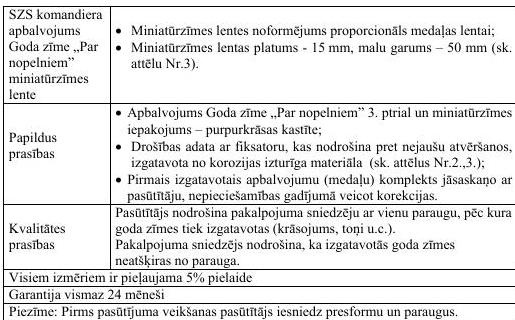 SZS komandiera
apbalvojums
Goda zīme „Par
nopelniem”
miniatūrzīmes
lente
• Miniatūrzīmes lentes noformējums proporcionāls medaļas lentai;
• Miniatūrzīmes lentas platums - 15 mm, malu garums – 50 mm (sk.
attēlu Nr.3).
Papildus
prasības
• Apbalvojums Goda zīme „Par nopelniem” 3. ptrial un miniatūrzīmes
iepakojums – purpurkrāsas kastīte;
• Drošības adata ar fiksatoru, kas nodrošina pret nejaušu atvēršanos,
izgatavota no korozijas izturīga materiāla (sk. attēlus Nr.2.,3.);
• Pirmais izgatavotais apbalvojumu (medaļu) komplekts jāsaskaņo ar
pasūtītāju, nepieciešamības gadījumā veicot korekcijas.
Kvalitātes
prasības
Pasūtītājs nodrošina pakalpojuma sniedzēju ar vienu paraugu, pēc kura
goda zīmes tiek izgatavotas (krāsojums, toņi u.c.).
Pakalpojuma sniedzējs nodrošina, ka izgatavotās goda zīmes
neatšķiras no parauga.
Visiem izmēriem ir pieļaujama 5% pielaide
Garantija vismaz 24 mēneši
Piezīme: Pirms pasūtījuma veikšanas pasūtītājs iesniedz presformu un paraugus.